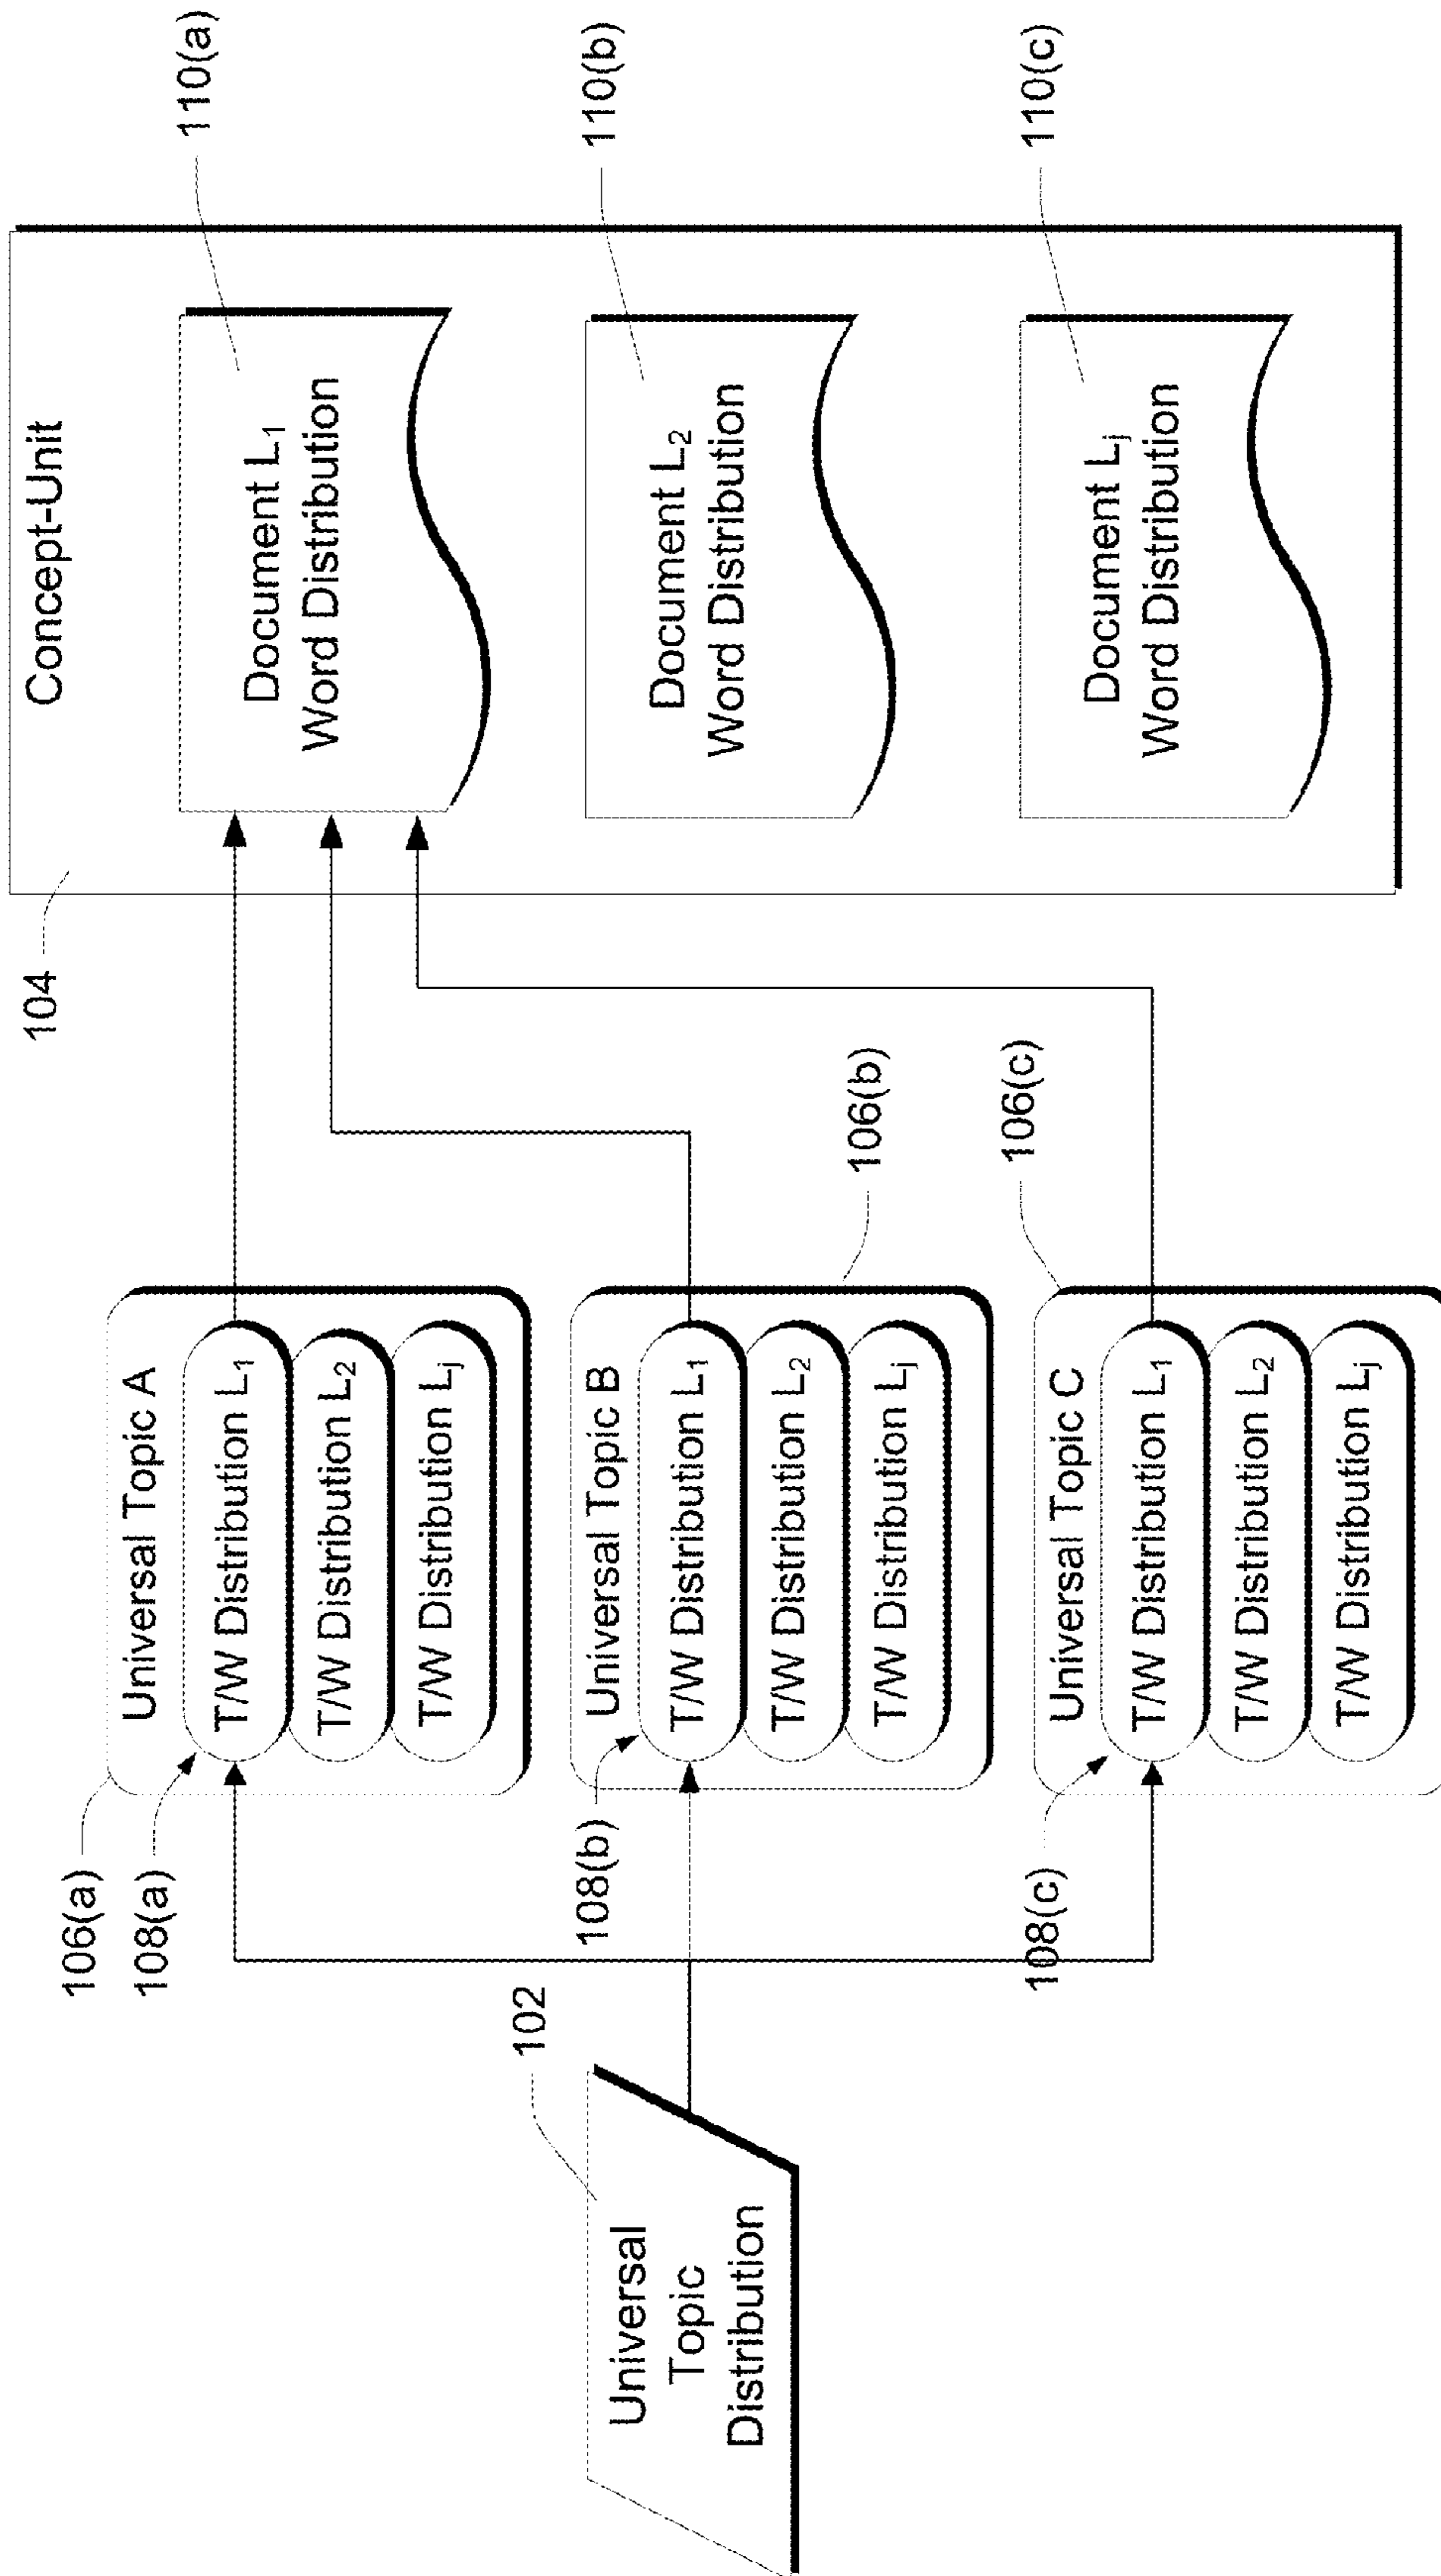 Universal
Topic
Distribution
102
106(a)
108(a)
Universal Topic A
T/W Distribution L₁
T/W Distribution L₂
T/W Distribution Lⱼ
108(b)
Universal Topic B
T/W Distribution L₁
T/W Distribution L₂
T/W Distribution Lⱼ
106(b)
108(c)
Universal Topic C
T/W Distribution L₁
T/W Distribution L₂
T/W Distribution Lⱼ
106(c)
104
Concept-Unit
Document L₁
Word Distribution
110(a)
Document L₂
Word Distribution
110(b)
Document Lⱼ
Word Distribution
110(c)